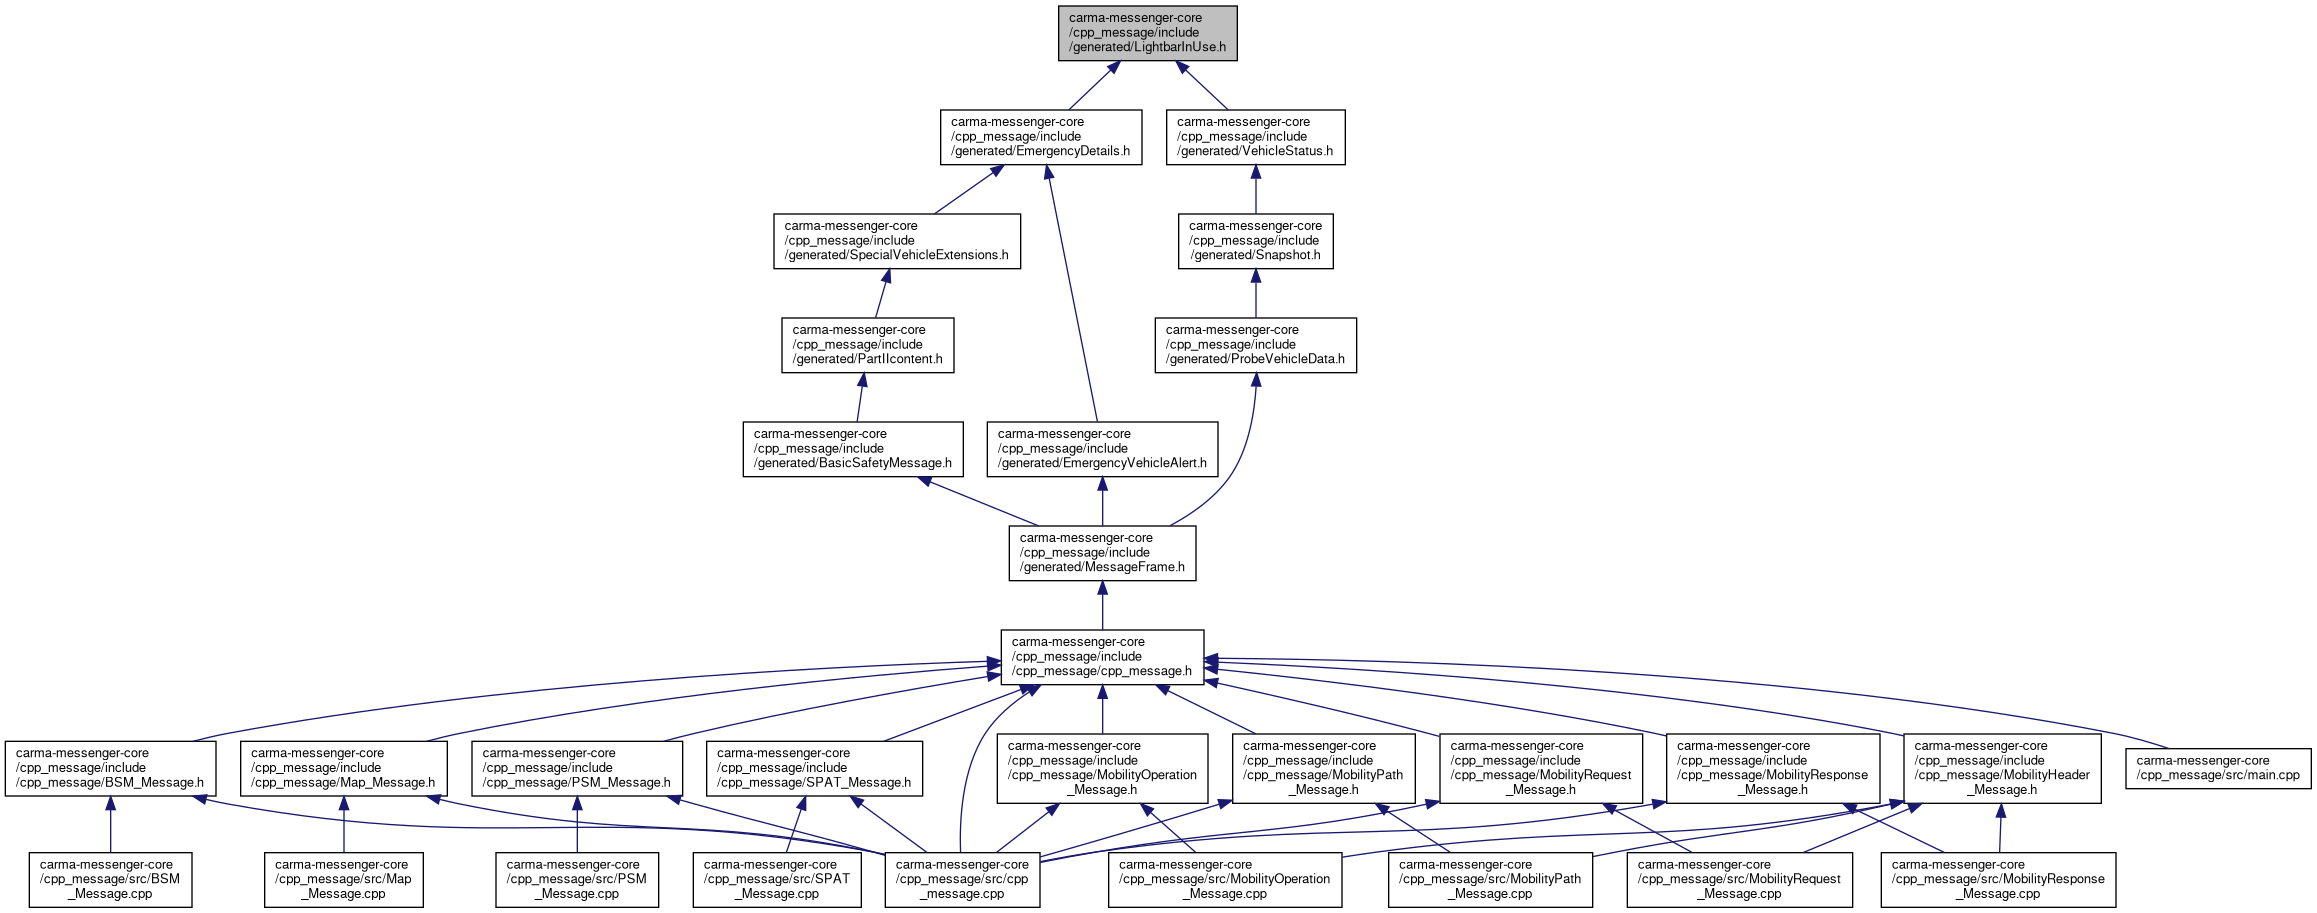 carma-messenger-core
/cpp_message/include
/generated/LightbarInUse.h
carma-messenger-core
/cpp_message/include
/generated/EmergencyDetails.h
carma-messenger-core
/cpp_message/include
/generated/VehicleStatus.h
carma-messenger-core
/cpp_message/include
/generated/SpecialVehicleExtensions.h
carma-messenger-core
/cpp_message/include
/generated/Snapshot.h
carma-messenger-core
/cpp_message/include
/generated/PartIIcontent.h
carma-messenger-core
/cpp_message/include
/generated/ProbeVehicleData.h
carma-messenger-core
/cpp_message/include
/generated/BasicSafetyMessage.h
carma-messenger-core
/cpp_message/include
/generated/EmergencyVehicleAlert.h
carma-messenger-core
/cpp_message/include
/generated/MessageFrame.h
carma-messenger-core
/cpp_message/include
/cpp_message/cpp_message.h
carma-messenger-core
/cpp_message/include
/cpp_message/BSM_Message.h
carma-messenger-core
/cpp_message/include
/cpp_message/Map_Message.h
carma-messenger-core
/cpp_message/include
/cpp_message/PSM_Message.h
carma-messenger-core
/cpp_message/include
/cpp_message/SPAT_Message.h
carma-messenger-core
/cpp_message/include
/cpp_message/MobilityOperation
_Message.h
carma-messenger-core
/cpp_message/include
/cpp_message/MobilityPath
_Message.h
carma-messenger-core
/cpp_message/include
/cpp_message/MobilityRequest
_Message.h
carma-messenger-core
/cpp_message/include
/cpp_message/MobilityResponse
_Message.h
carma-messenger-core
/cpp_message/include
/cpp_message/MobilityHeader
_Message.h
carma-messenger-core
/cpp_message/src/main.cpp
carma-messenger-core
/cpp_message/src/BSM
_Message.cpp
carma-messenger-core
/cpp_message/src/Map
_Message.cpp
carma-messenger-core
/cpp_message/src/PSM
_Message.cpp
carma-messenger-core
/cpp_message/src/SPAT
_Message.cpp
carma-messenger-core
/cpp_message/src/cpp
_message.cpp
carma-messenger-core
/cpp_message/src/MobilityOperation
_Message.cpp
carma-messenger-core
/cpp_message/src/MobilityPath
_Message.cpp
carma-messenger-core
/cpp_message/src/MobilityRequest
_Message.cpp
carma-messenger-core
/cpp_message/src/MobilityResponse
_Message.cpp